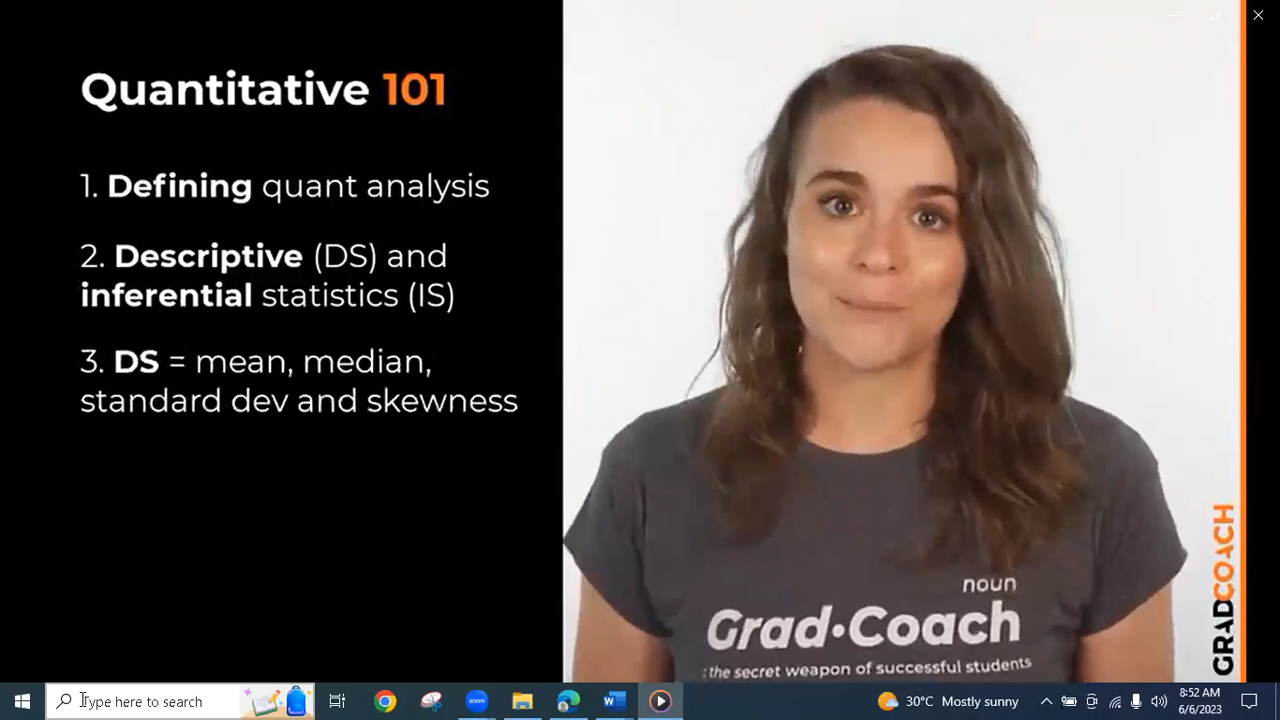 Quantitative 101
1. Defining quant analysis
2. Descriptive (DS) and
inferential statistics (IS)
3. DS = mean, median,
standard dev and skewness
noun
Grad•Coach
: the secret weapon of successful students
GRADCOACH
Type here to search
zoom
W
30°C Mostly sunny
8:52 AM
6/6/2023